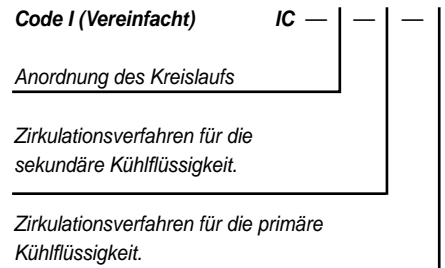 Code I (Vereinfacht) IC — — —
Anordnung des Kreislaufs
Zirkulationsverfahren für die
sekundäre Kühlflüssigkeit.
Zirkulationsverfahren für die primäre
Kühlflüssigkeit.